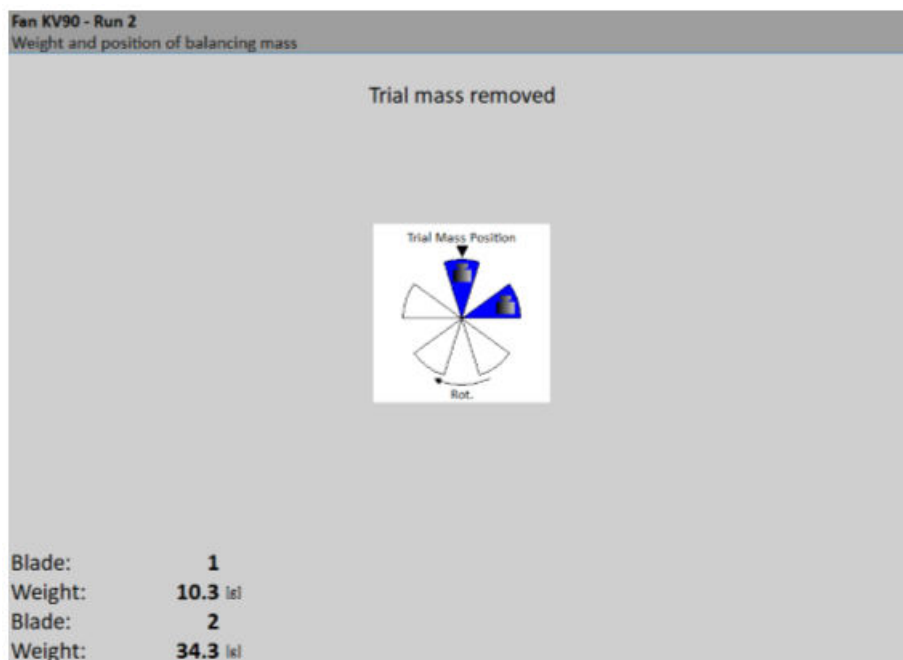 Fan KV90 - Run 2
Weight and position of balancing mass
Trial mass removed
Trial Mass Position
Rot.
Blade: 1
Weight: 10.3 [g]
Blade: 2
Weight: 34.3 [g]